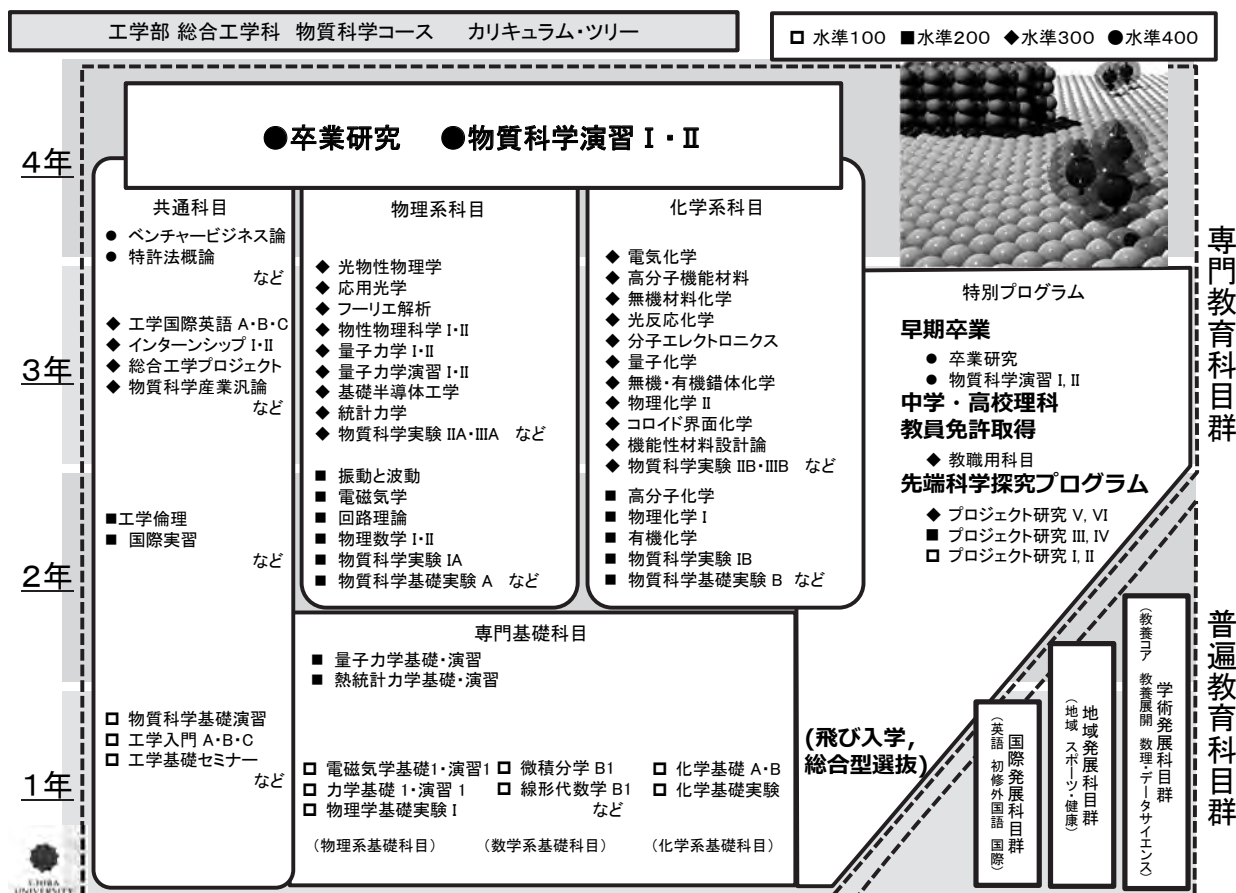 工学部 総合工学科 物質科学コース カリキュラム・ツリー
□ 水準100 ■水準200 ◆水準300 ●水準400
●卒業研究 ●物質科学演習 I・II
4年
3年
2年
1年
共通科目
● ベンチャービジネス論
● 特許法概論
など
◆ 工学国際英語 A・B・C
◆ インターンシップ I・II
◆ 総合工学プロジェクト
◆ 物質科学産業汎論
など
■工学倫理
■ 国際実習
など
□ 物質科学基礎演習
□ 工学入門 A・B・C
□ 工学基礎セミナー
など
物理系科目
◆ 光物性物理学
◆ 応用光学
◆ フーリエ解析
◆ 物性物理科学 I・II
◆ 量子力学 I・II
◆ 量子力学演習 I・II
◆ 基礎半導体工学
◆ 統計力学
◆ 物質科学実験 IIA・IIIA など
■ 振動と波動
■ 電磁気学
■ 回路理論
■ 物理数学 I・II
■ 物質科学実験 IA
■ 物質科学基礎実験 A など
化学系科目
◆ 電気化学
◆ 高分子機能材料
◆ 無機材料化学
◆ 光反応化学
◆ 分子エレクトロニクス
◆ 量子化学
◆ 無機・有機錯体化学
◆ 物理化学 II
◆ コロイド界面化学
◆ 機能性材料設計論
◆ 物質科学実験 IIB・IIIB など
■ 高分子化学
■ 物理化学 I
■ 有機化学
■ 物質科学実験 IB
■ 物質科学基礎実験 B など
専門基礎科目
■ 量子力学基礎・演習
■ 熱統計力学基礎・演習
□ 電磁気学基礎1・演習1
□ 力学基礎 1・演習 1
□ 物理学基礎実験 I
(物理系基礎科目)
□ 微積分学 B1
□ 線形代数学 B1
など
(数学系基礎科目)
□ 化学基礎 A・B
□ 化学基礎実験
(化学系基礎科目)
特別プログラム
早期卒業
● 卒業研究
● 物質科学演習 I, II
中学・高校理科
教員免許取得
◆ 教職用科目
先端科学探究プログラム
◆ プロジェクト研究 V, VI
■ プロジェクト研究 III, IV
□ プロジェクト研究 I, II
(飛び入学,
総合型選抜)
国際発展科目群
(英語 初修外国語 国際)
地域発展科目群
(地域 スポーツ・健康)
学術発展科目群
(教養コア 教養展開 数理・データサイエンス)
専門教育科目群
普遍教育科目群
CHIBA
UNIVERSITY